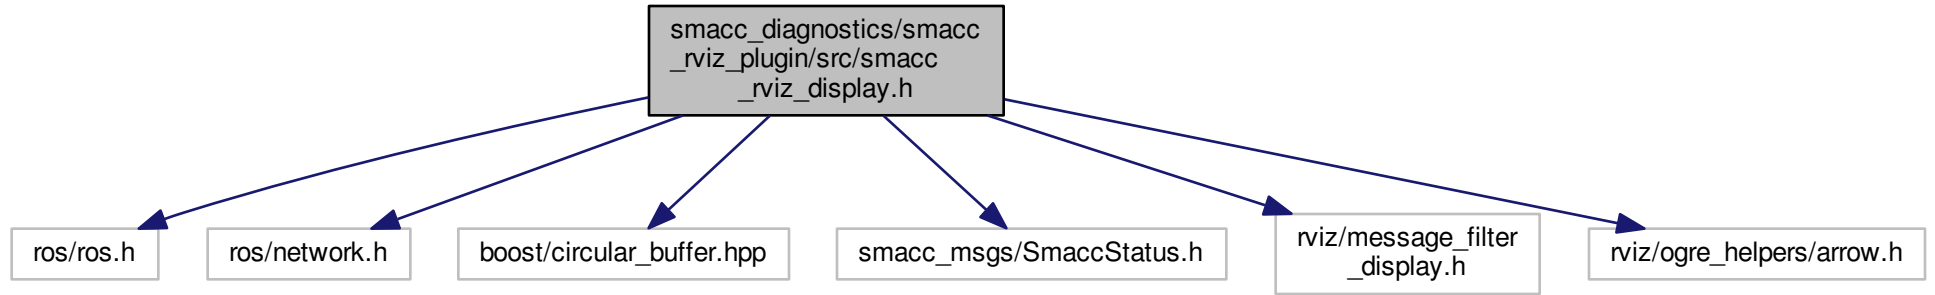 smacc_diagnostics/smacc
_rviz_plugin/src/smacc
_rviz_display.h
ros/ros.h
ros/network.h
boost/circular_buffer.hpp
smacc_msgs/SmaccStatus.h
rviz/message_filter
_display.h
rviz/ogre_helpers/arrow.h